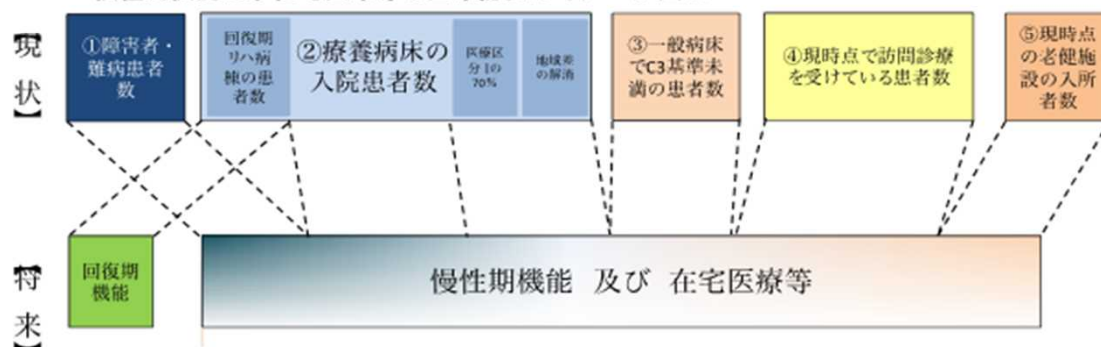 【現状】
①障害者・
難病患者
数
回復期
リハ病
棟の患
者数
②療養病床の
入院患者数
医療区
分Ⅰの
70%
地域差
の解消
③一般病床
でC3基準未
満の患者数
④現時点で訪問診療
を受けている患者数
⑤現時点
の老健施
設の入所
者数
【将来】
回復期
機能
慢性期機能 及び 在宅医療等